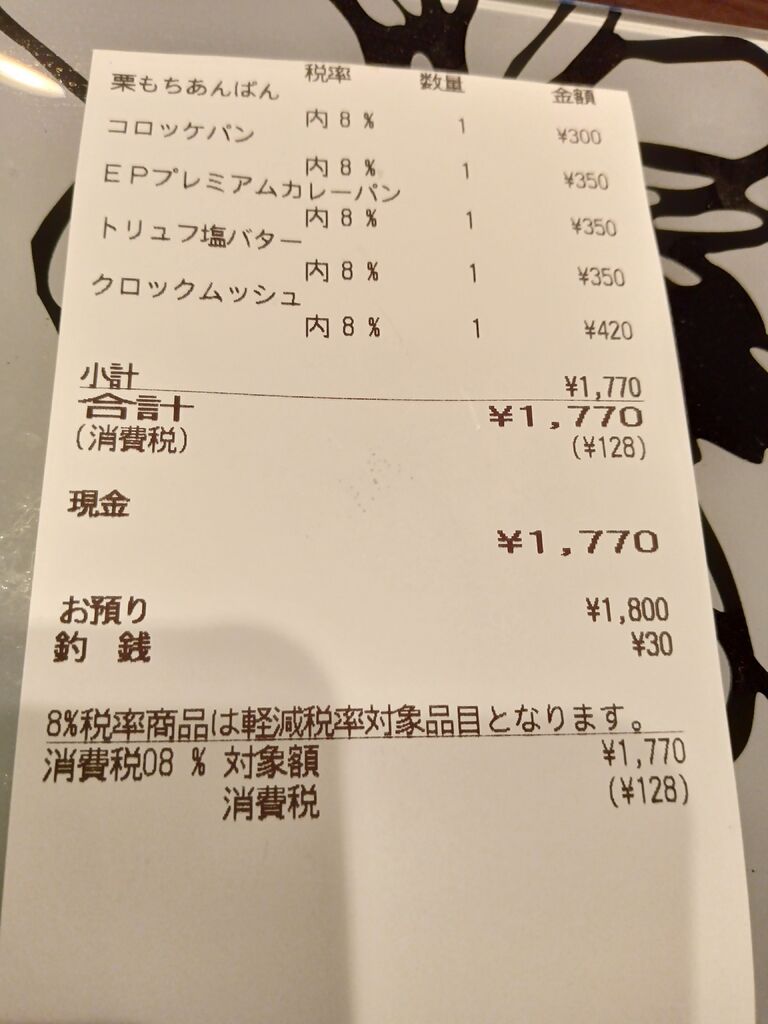 税率 数量 金額
栗もちあんぱん
内 8 % 1 ¥300
コロッケパン
内 8 % 1 ¥350
EPプレミアムカレーパン
内 8 % 1 ¥350
トリュフ塩バター
内 8 % 1 ¥350
クロックムッシュ
内 8 % 1 ¥420
小計 ¥1,770
合計 ¥1,770
(消費税) (¥128)
現金
¥1,770
お預り ¥1,800
釣 銭 ¥30
8%税率商品は軽減税率対象品目となります。
消費税08 % 対象額 ¥1,770
消費税 (¥128)